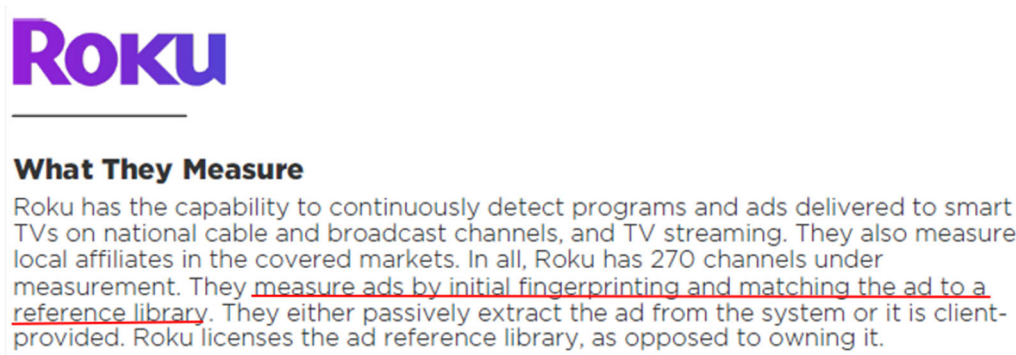 Roku
What They Measure
Roku has the capability to continuously detect programs and ads delivered to smart
TVs on national cable and broadcast channels, and TV streaming. They also measure
local affiliates in the covered markets. In all, Roku has 270 channels under
measurement. They measure ads by initial fingerprinting and matching the ad to a
reference library. They either passively extract the ad from the system or it is client-
provided. Roku licenses the ad reference library, as opposed to owning it.